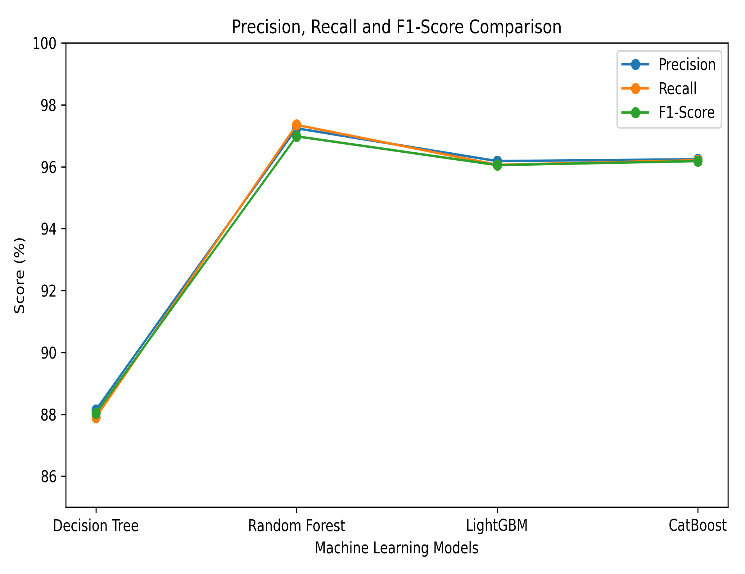 Precision, Recall and F1-Score Comparison
100
98
96
94
92
90
88
86
Score (%)
Precision
Recall
F1-Score
Decision Tree
Random Forest
LightGBM
CatBoost
Machine Learning Models